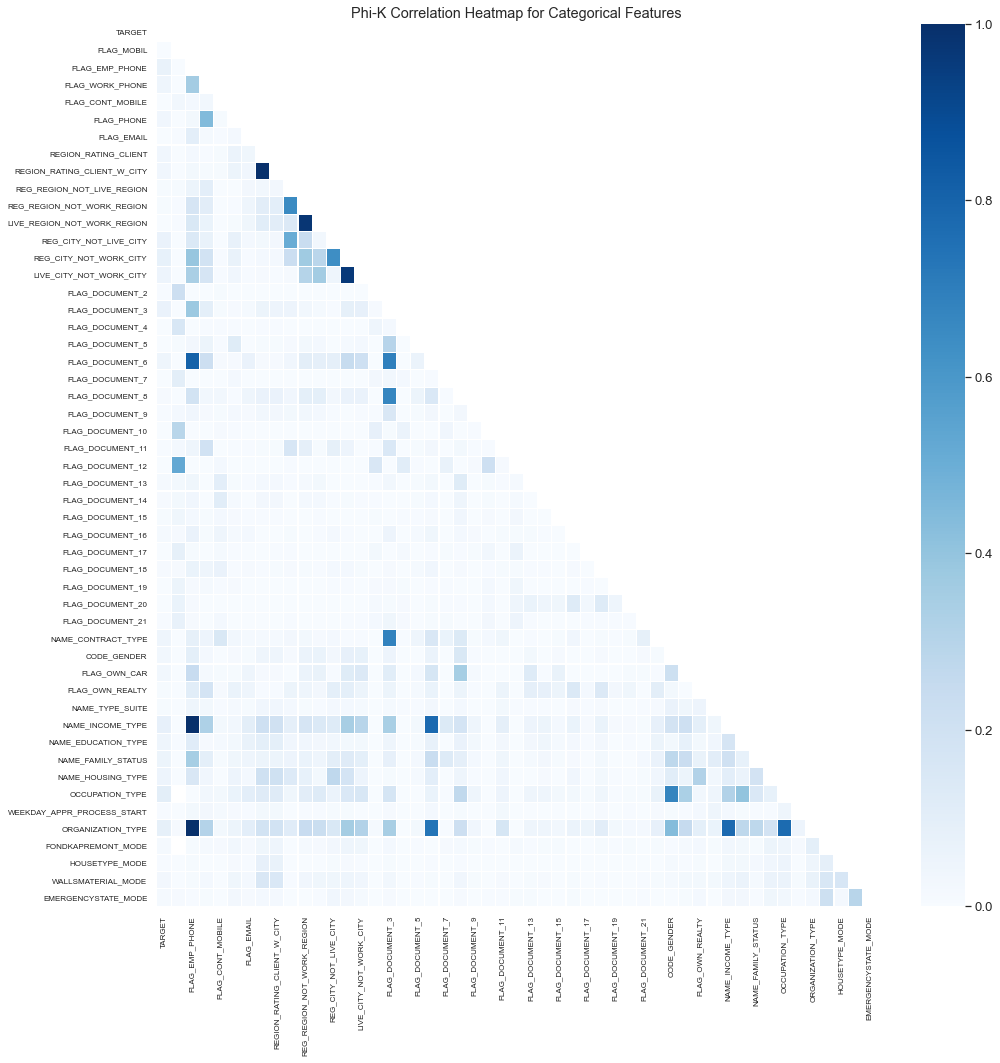 Phi-K Correlation Heatmap for Categorical Features
TARGET
FLAG_MOBIL
FLAG_EMP_PHONE
FLAG_WORK_PHONE
FLAG_CONT_MOBILE
FLAG_PHONE
FLAG_EMAIL
REGION_RATING_CLIENT
REGION_RATING_CLIENT_W_CITY
REG_REGION_NOT_LIVE_REGION
REG_REGION_NOT_WORK_REGION
LIVE_REGION_NOT_WORK_REGION
REG_CITY_NOT_LIVE_CITY
REG_CITY_NOT_WORK_CITY
LIVE_CITY_NOT_WORK_CITY
FLAG_DOCUMENT_2
FLAG_DOCUMENT_3
FLAG_DOCUMENT_4
FLAG_DOCUMENT_5
FLAG_DOCUMENT_6
FLAG_DOCUMENT_7
FLAG_DOCUMENT_8
FLAG_DOCUMENT_9
FLAG_DOCUMENT_10
FLAG_DOCUMENT_11
FLAG_DOCUMENT_12
FLAG_DOCUMENT_13
FLAG_DOCUMENT_14
FLAG_DOCUMENT_15
FLAG_DOCUMENT_16
FLAG_DOCUMENT_17
FLAG_DOCUMENT_18
FLAG_DOCUMENT_19
FLAG_DOCUMENT_20
FLAG_DOCUMENT_21
NAME_CONTRACT_TYPE
CODE_GENDER
FLAG_OWN_CAR
FLAG_OWN_REALTY
NAME_TYPE_SUITE
NAME_INCOME_TYPE
NAME_EDUCATION_TYPE
NAME_FAMILY_STATUS
NAME_HOUSING_TYPE
OCCUPATION_TYPE
WEEKDAY_APPR_PROCESS_START
ORGANIZATION_TYPE
FONDKAPREMONT_MODE
HOUSETYPE_MODE
WALLSMATERIAL_MODE
EMERGENCYSTATE_MODE
TARGET
FLAG_EMP_PHONE
FLAG_CONT_MOBILE
FLAG_EMAIL
REGION_RATING_CLIENT_W_CITY
REG_REGION_NOT_WORK_REGION
REG_CITY_NOT_LIVE_CITY
LIVE_CITY_NOT_WORK_CITY
FLAG_DOCUMENT_3
FLAG_DOCUMENT_5
FLAG_DOCUMENT_7
FLAG_DOCUMENT_9
FLAG_DOCUMENT_11
FLAG_DOCUMENT_13
FLAG_DOCUMENT_15
FLAG_DOCUMENT_17
FLAG_DOCUMENT_19
FLAG_DOCUMENT_21
CODE_GENDER
FLAG_OWN_REALTY
NAME_INCOME_TYPE
NAME_FAMILY_STATUS
OCCUPATION_TYPE
ORGANIZATION_TYPE
HOUSETYPE_MODE
EMERGENCYSTATE_MODE
1.0
0.8
0.6
0.4
0.2
0.0